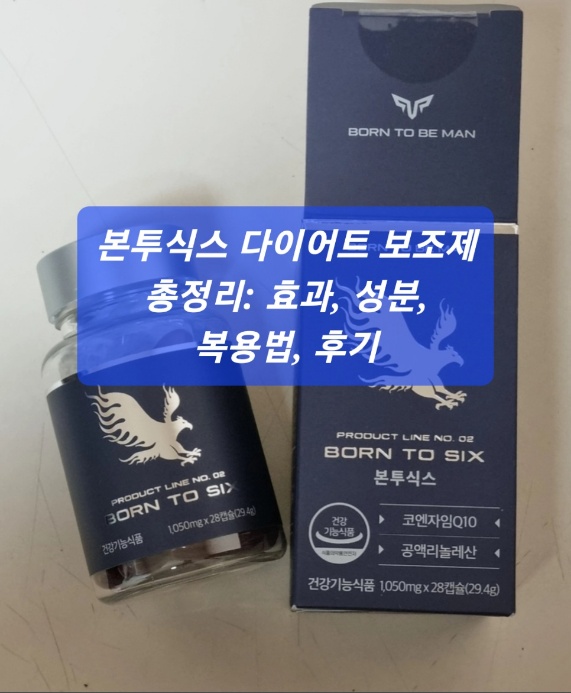 BORN TO BE MAN
본투식스 다이어트 보조제
총정리: 효과, 성분,
복용법, 후기
PRODUCT LINE NO. 02
BORN TO SIX
본투식스
건강
기능식품
코엔자임Q10
공액리놀레산
건강기능식품 1,050mg x 28캡슐(29.4g)
PRODUCT LINE NO. 02
BORN TO SIX
1,050mg x 28캡슐(29.4g)
건강기능식품